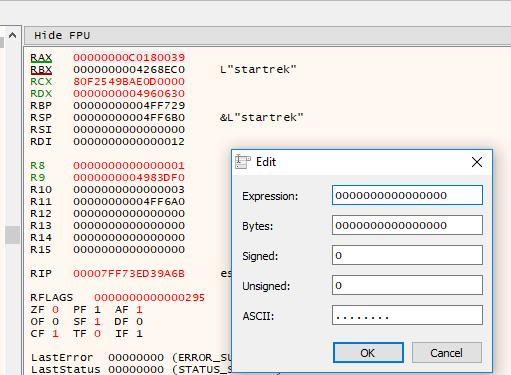 Hide FPU
RAX 00000000C0180039
RBX 0000000004268EC0 L"startrek"
RCX 80F2549BAE0D0000
RDX 0000000004960630
RBP 0000000004FF729
RSP 0000000004FF6B0 &L"startrek"
RSI 0000000000000000
RDI 0000000000000012
R8 0000000000000001
R9 0000000004983DF0
R10 0000000000000003
R11 0000000004FF6A0
R12 0000000000000000
R13 0000000000000000
R14 0000000000000000
R15 0000000000000000
RIP 00007FF73ED39A6B es
RFLAGS 0000000000000295
ZF 0 PF 1 AF 1
OF 0 SF 1 DF 0
CF 1 TF 0 IF 1
LastError 00000000 (ERROR_SU
LastStatus 00000000 (STATUS_S
Edit
Expression: 0000000000000000
Bytes: 0000000000000000
Signed: 0
Unsigned: 0
ASCII: ........
OK Cancel